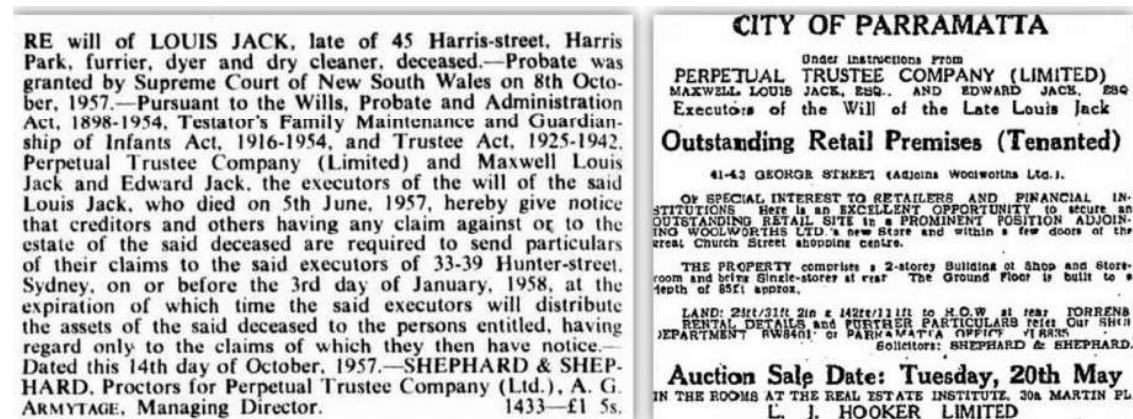 RE will of LOUIS JACK, late of 45 Harris-street, Harris
Park, furrier, dyer and dry cleaner, deceased.—Probate was
granted by Supreme Court of New South Wales on 8th Octo-
ber, 1957.—Pursuant to the Wills, Probate and Administration
Act, 1898-1954, Testator's Family Maintenance and Guardian-
ship of Infants Act, 1916-1954, and Trustee Act, 1925-1942,
Perpetual Trustee Company (Limited) and Maxwell Louis
Jack and Edward Jack, the executors of the will of the said
Louis Jack, who died on 5th June, 1957, hereby give notice
that creditors and others having any claim against or to the
estate of the said deceased are required to send particulars
of their claims to the said executors of 33-39 Hunter-street,
Sydney, on or before the 3rd day of January, 1958, at the
expiration of which time the said executors will distribute
the assets of the said deceased to the persons entitled, having
regard only to the claims of which they then have notice.—
Dated this 14th day of October, 1957.—SHEPHARD & SHEP-
HARD, Proctors for Perpetual Trustee Company (Ltd.), A. G.
ARMYTAGE, Managing Director. 1433—£1 5s.
CITY OF PARRAMATTA
Under Instructions From
PERPETUAL TRUSTEE COMPANY (LIMITED)
MAXWELL LOUIS JACK, ESQ., AND EDWARD JACK, ESQ
Executors of the Will of the Late Louis Jack
Outstanding Retail Premises (Tenanted)
41-43 GEORGE STREET (Adjoins Woolworths Ltd.).
OF SPECIAL INTEREST TO RETAILERS AND FINANCIAL IN-
STITUTIONS Here is an EXCELLENT OPPORTUNITY to secure an
OUTSTANDING RETAIL SITE in a PROMINENT POSITION ADJOIN-
ING WOOLWORTHS LTD.'s new Store and within a few doors of the
great Church Street shopping centre.
THE PROPERTY comprises a 2-storey Building of Shop and Store-
room and being Single-storey at rear The Ground Floor is built to a
depth of 85ft approx.
LAND: 31ft 2in x to R.O.W at rear TORRENS
RENTAL DETAILS and FURTHER PARTICULARS refer Our SHOP
DEPARTMENT BW8401 or PARRAMATTA OFFICE
Solicitors: SHEPHARD & SHEPHARD.
Auction Sale Date: Tuesday, 20th May
IN THE ROOMS AT THE REAL ESTATE INSTITUTE, 30a MARTIN PL
L. J. HOOKER LIMITED